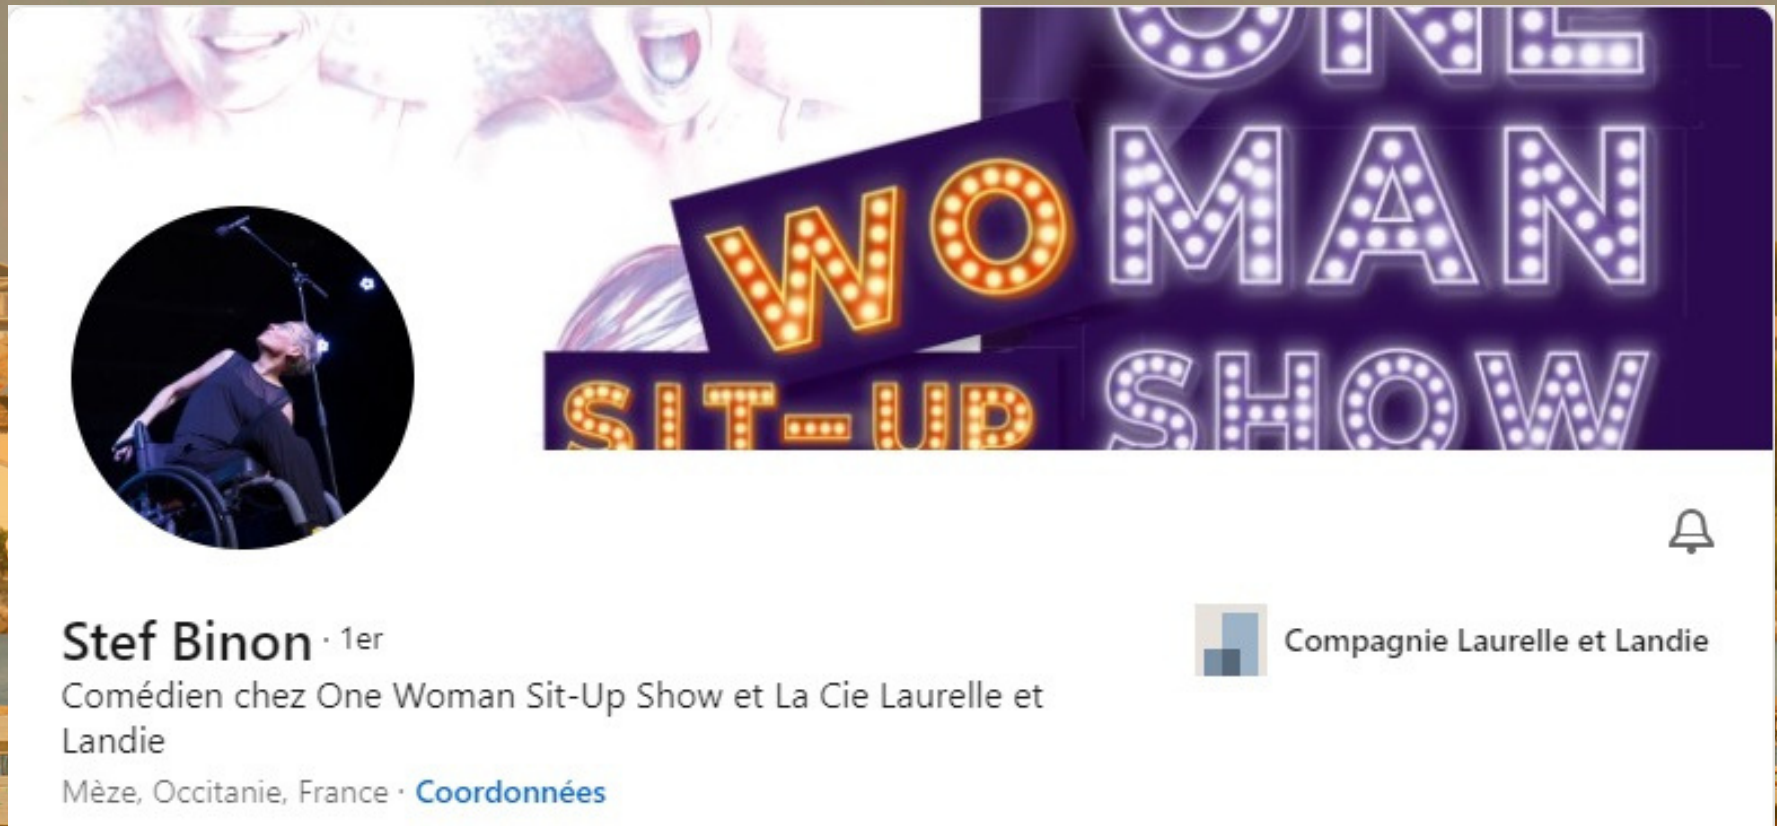 ONE
WO
MAN
SIT-UP
SHOW
Stef Binon · 1er
Compagnie Laurelle et Landie
Comédien chez One Woman Sit-Up Show et La Cie Laurelle et
Landie
Mèze, Occitanie, France · Coordonnées